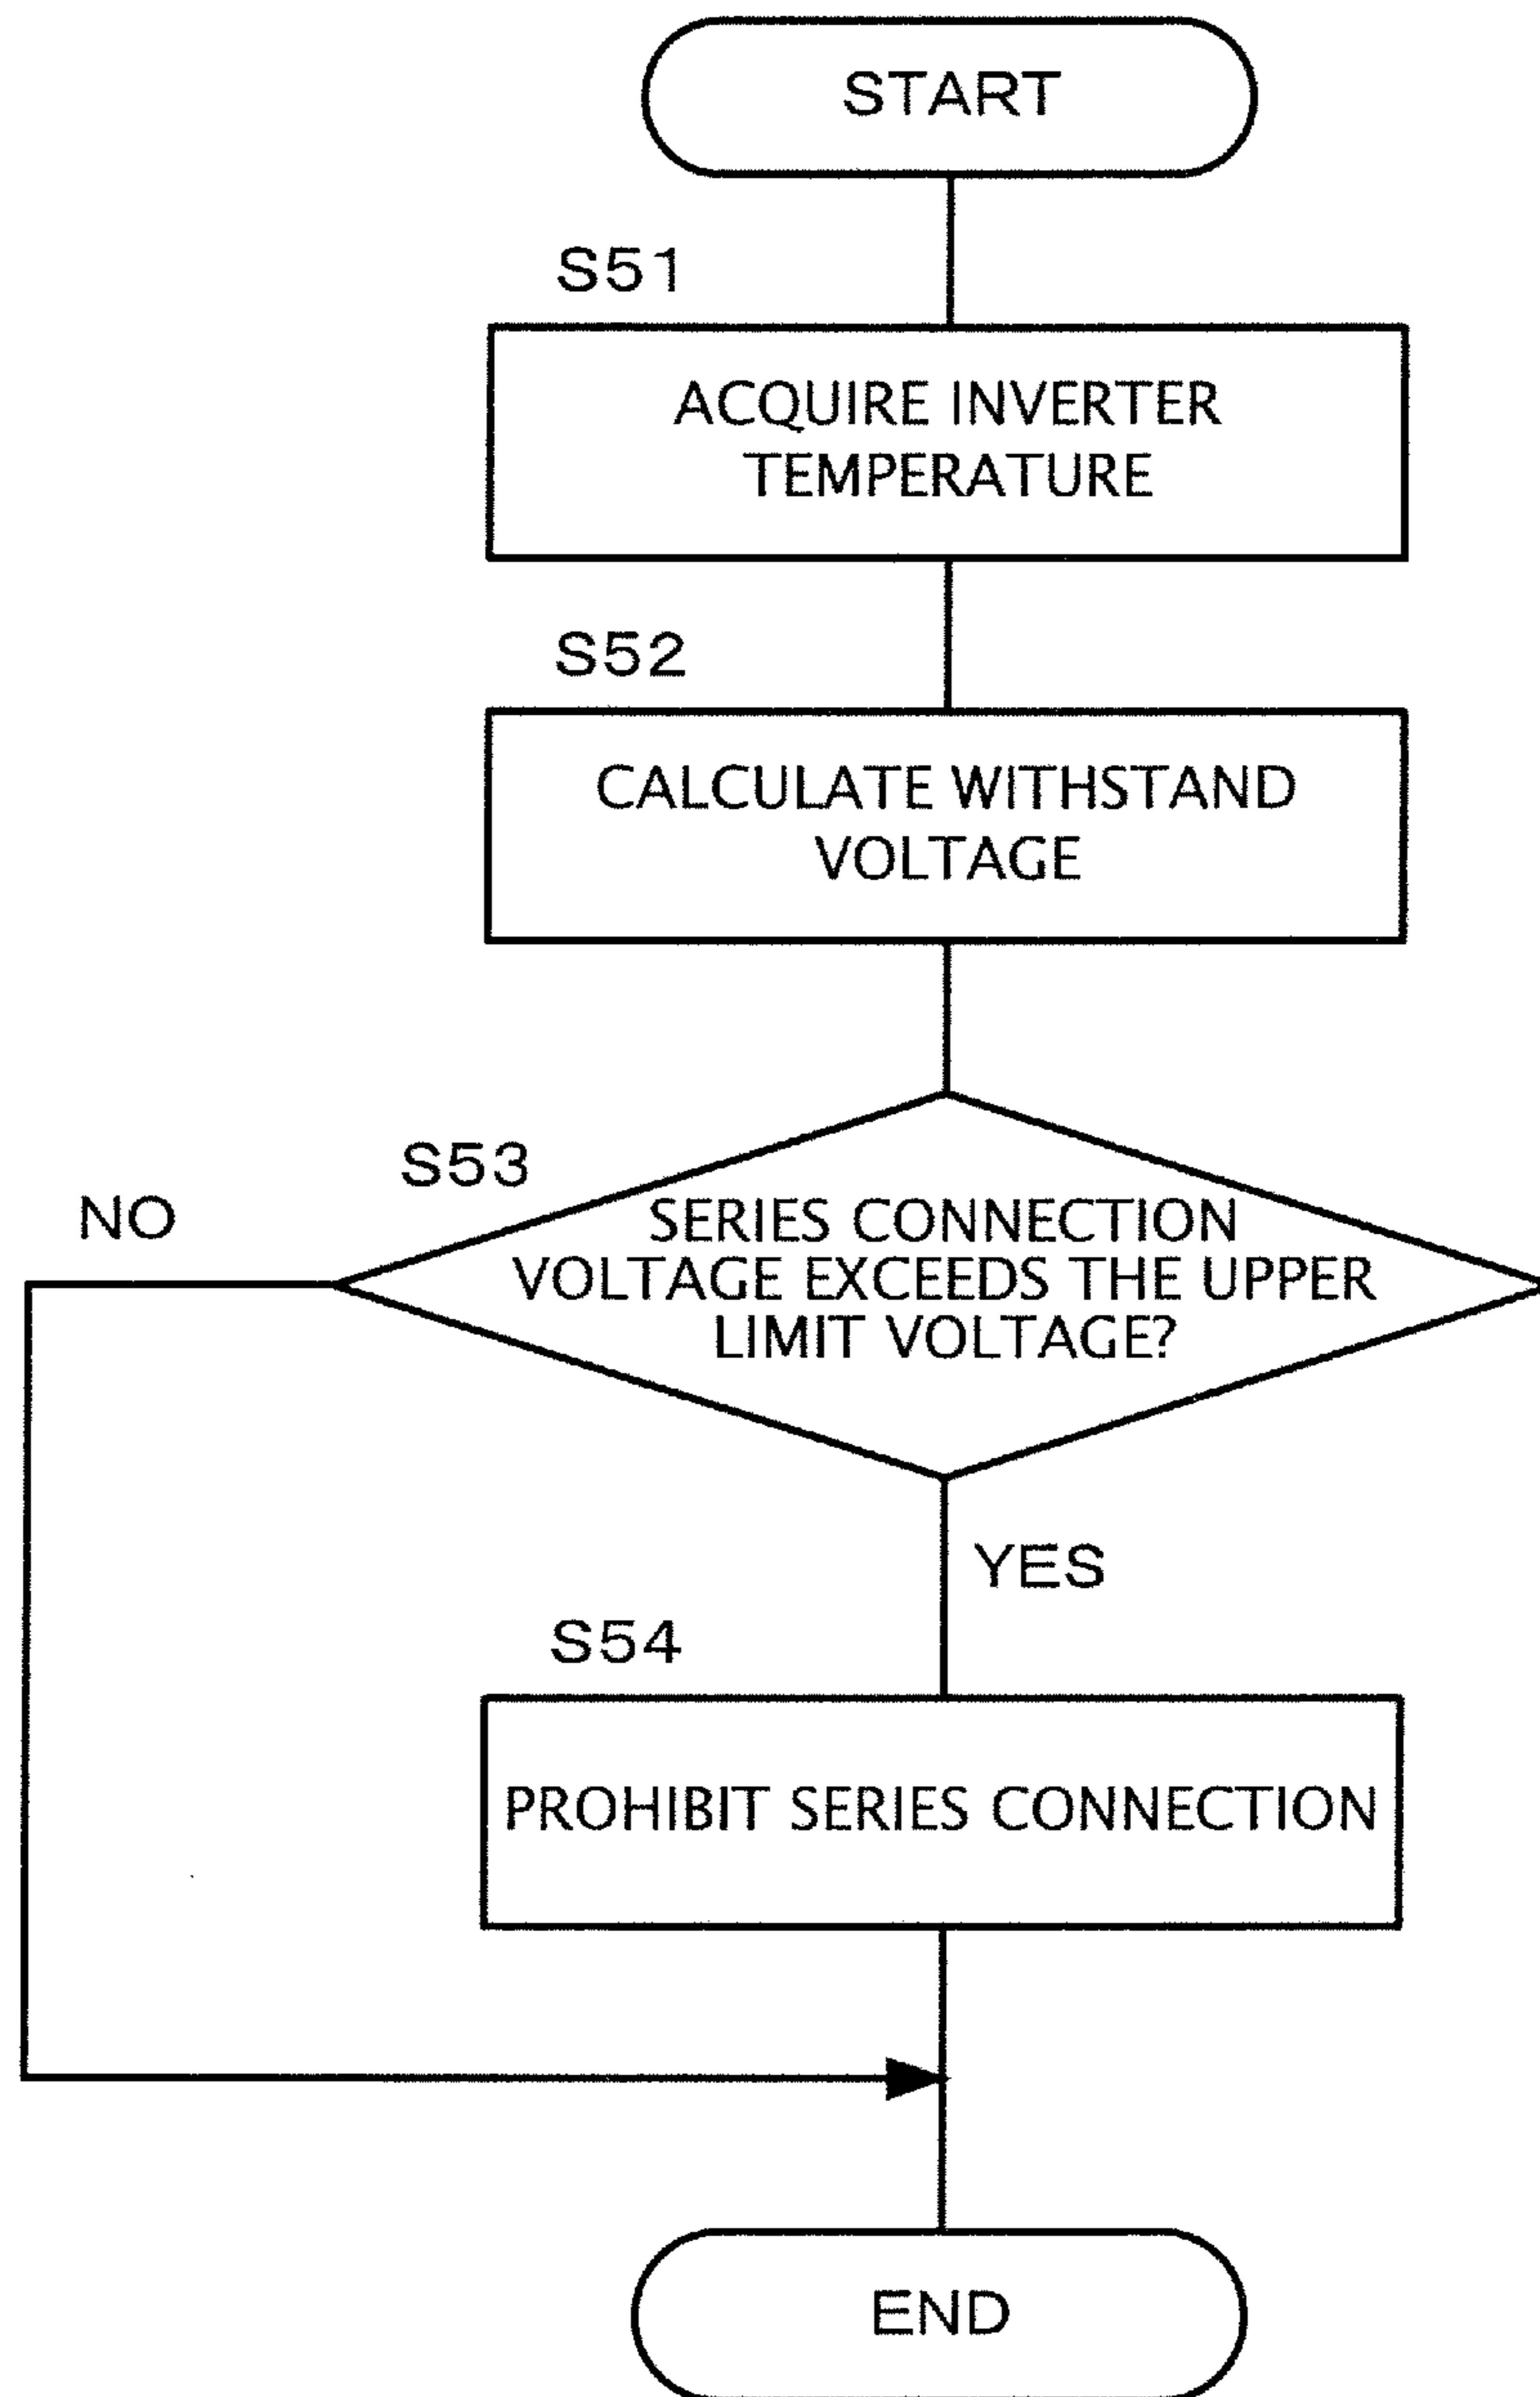 START
S51
ACQUIRE INVERTER
TEMPERATURE
S52
CALCULATE WITHSTAND
VOLTAGE
S53
NO
SERIES CONNECTION
VOLTAGE EXCEEDS THE UPPER
LIMIT VOLTAGE?
YES
S54
PROHIBIT SERIES CONNECTION
END